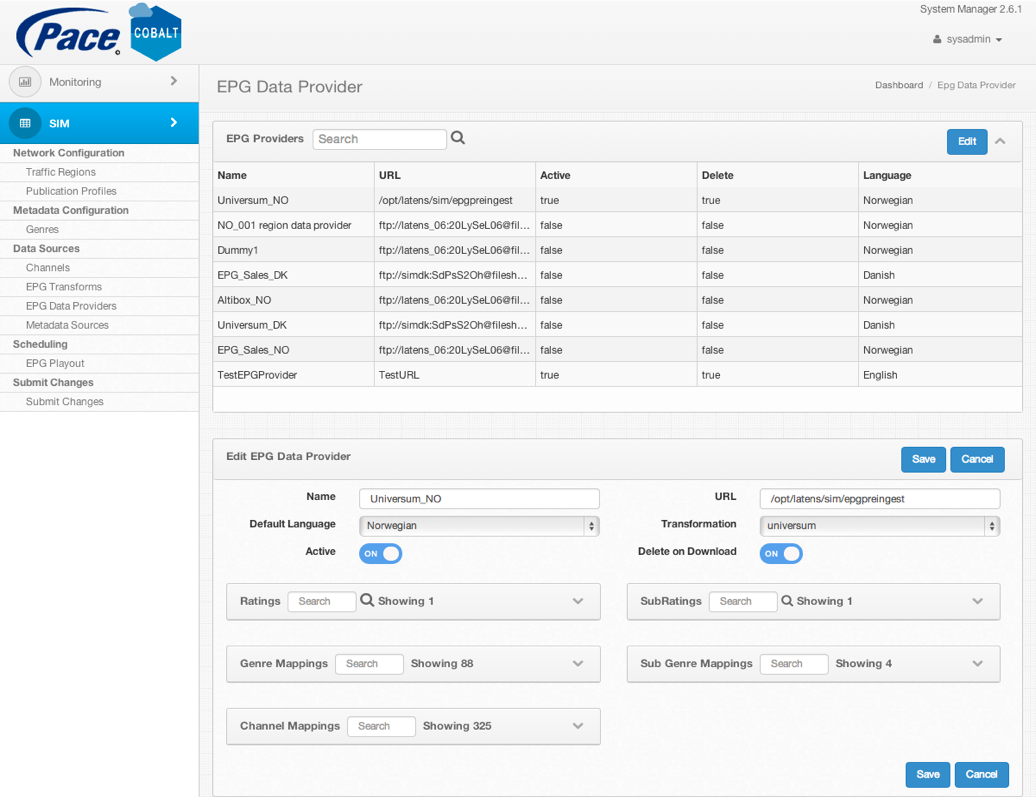 System Manager 2.6.1
Pace
COBALT
sysadmin
Monitoring
SIM
Network Configuration
Traffic Regions
Publication Profiles
Metadata Configuration
Genres
Data Sources
Channels
EPG Transforms
EPG Data Providers
Metadata Sources
Scheduling
EPG Playout
Submit Changes
Submit Changes
EPG Data Provider
Dashboard / Epg Data Provider
EPG Providers Search Edit
Name URL Active Delete Language
Universum_NO /opt/latens/sim/epgpreingest true true Norwegian
NO_001 region data provider ftp://latens_06:20LySeL06@fil... false false Norwegian
Dummy1 ftp://latens_06:20LySeL06@fil... false false Norwegian
EPG_Sales_DK ftp://simdk:SdPsS2Oh@filesh... false false Danish
Altibox_NO ftp://latens_06:20LySeL06@fil... false false Norwegian
Universum_DK ftp://simdk:SdPsS2Oh@filesh... false false Danish
EPG_Sales_NO ftp://latens_06:20LySeL06@fil... false false Norwegian
TestEPGProvider TestURL true true English
Edit EPG Data Provider Save Cancel
Name Universum_NO URL /opt/latens/sim/epgpreingest
Default Language Norwegian Transformation universum
Active ON Delete on Download ON
Ratings Search Showing 1 SubRatings Search Showing 1
Genre Mappings Search Showing 88 Sub Genre Mappings Search Showing 4
Channel Mappings Search Showing 325
Save Cancel